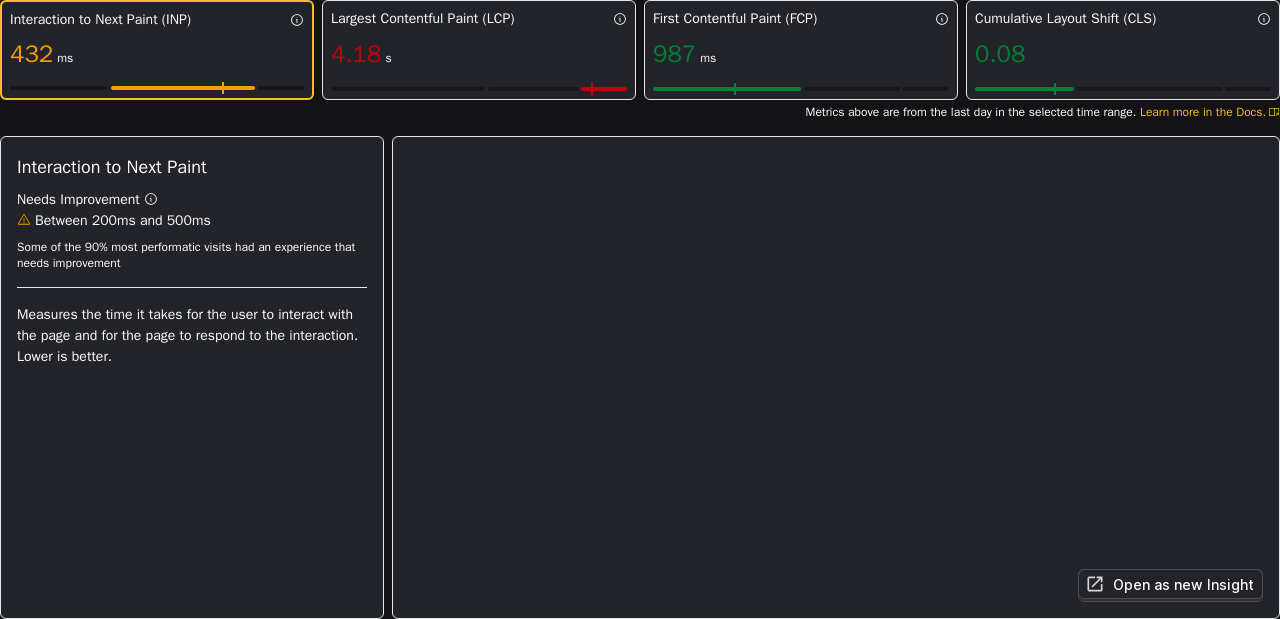 Interaction to Next Paint (INP)
432 ms
Largest Contentful Paint (LCP)
4.18 s
First Contentful Paint (FCP)
987 ms
Cumulative Layout Shift (CLS)
0.08
Metrics above are from the last day in the selected time range. Learn more in the Docs.
Interaction to Next Paint
Needs Improvement
Between 200ms and 500ms
Some of the 90% most performatic visits had an experience that
needs improvement
Measures the time it takes for the user to interact with
the page and for the page to respond to the interaction.
Lower is better.
Open as new Insight